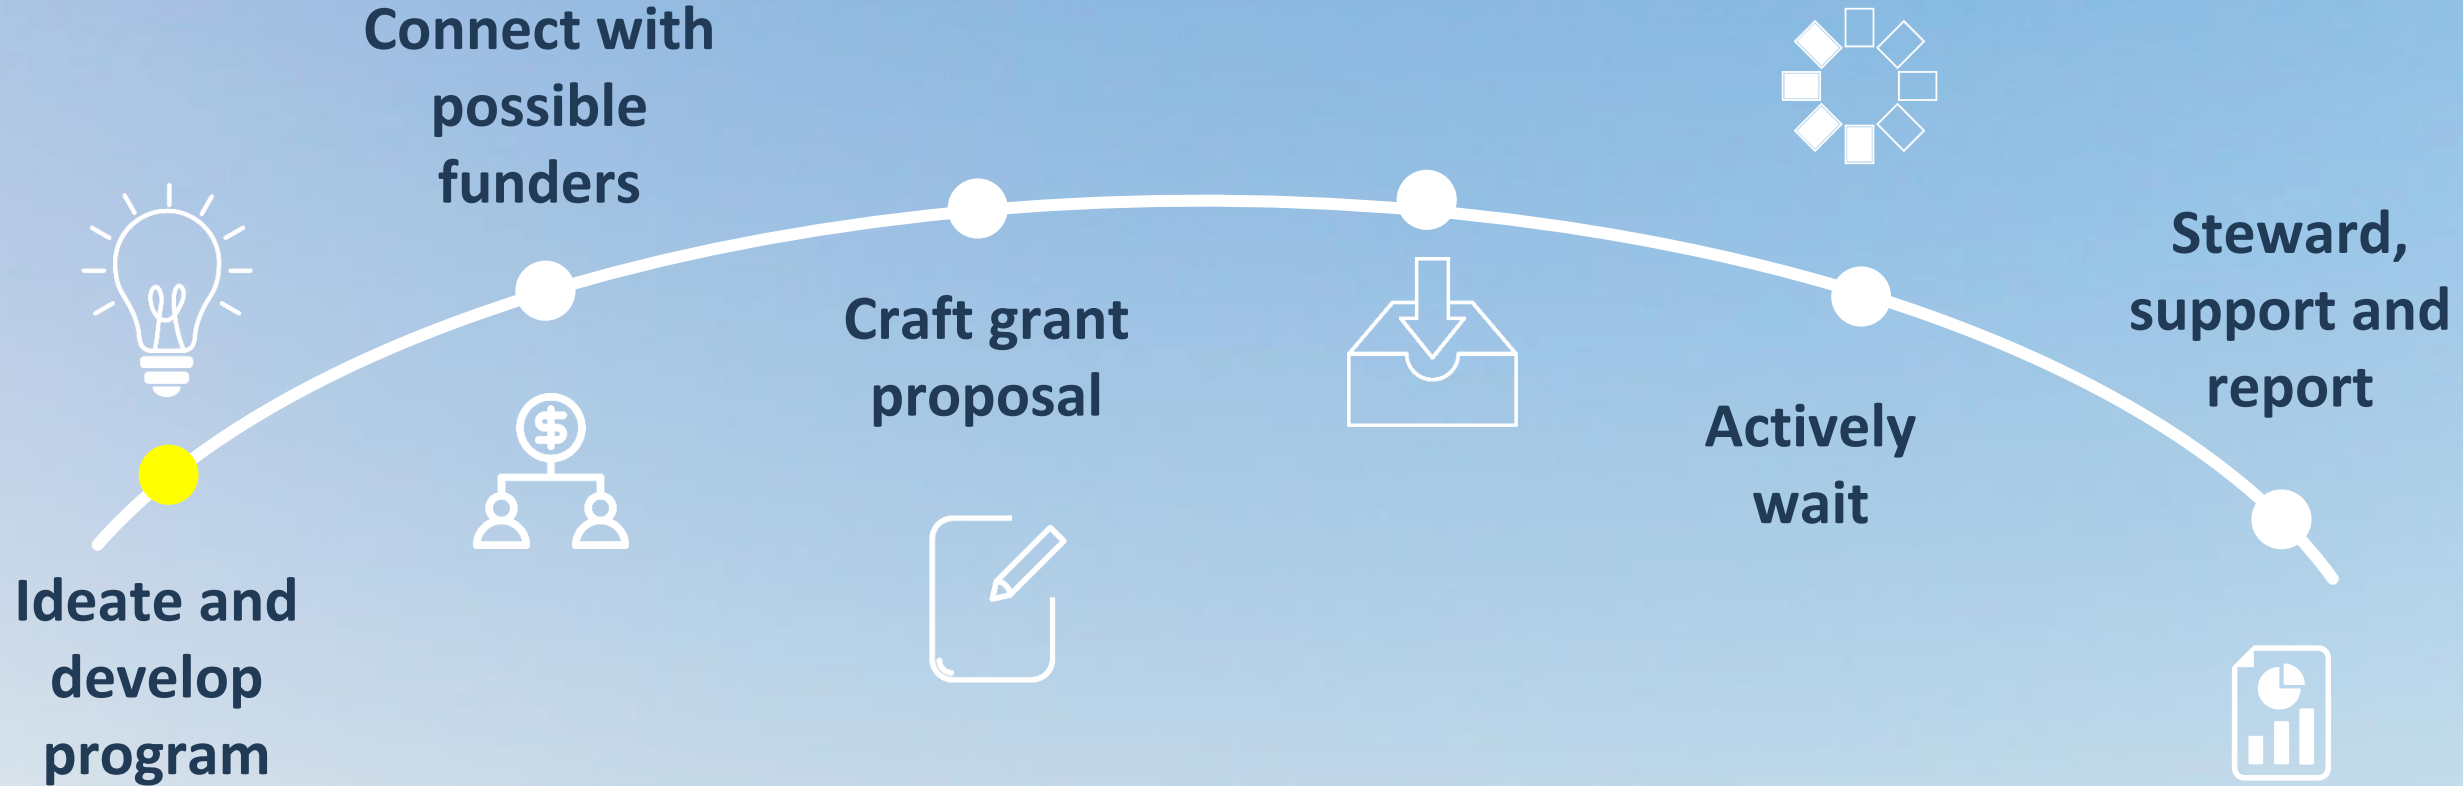 Connect with
possible
funders
Ideate and
develop
program
Craft grant
proposal
Actively
wait
Steward,
support and
report